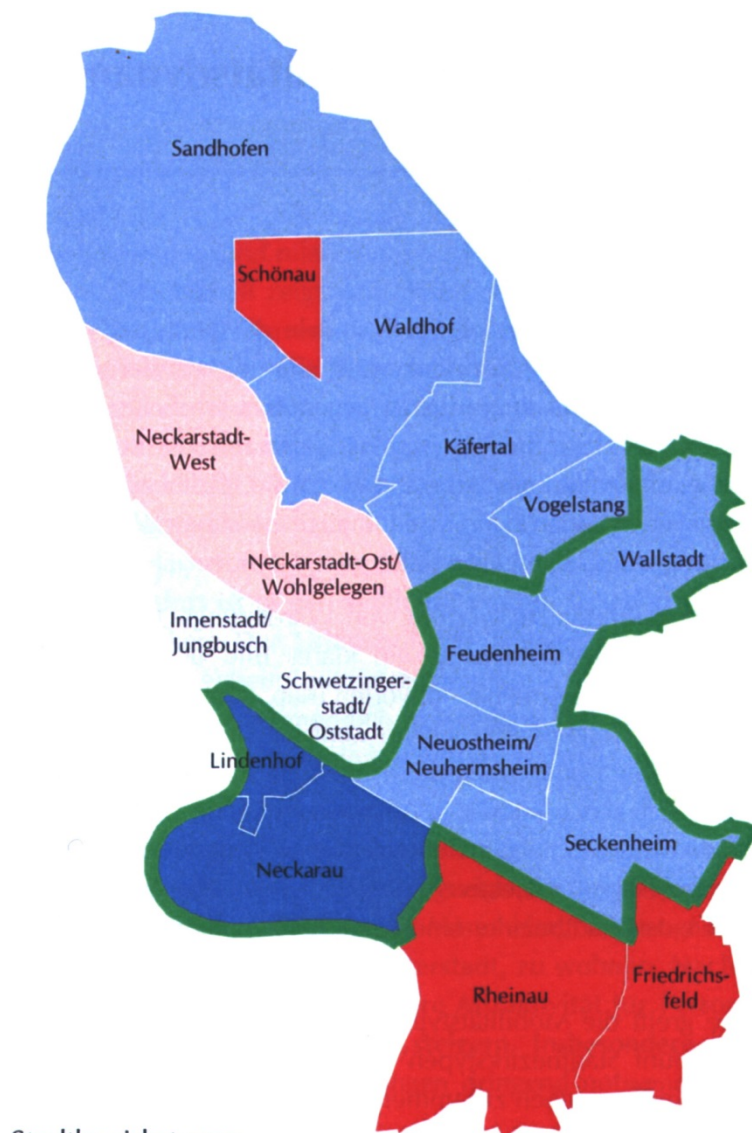 Sandhofen
Schönau
Waldhof
Neckarstadt-
West
Käfertal
Vogelstang
Wallstadt
Neckarstadt-Ost/
Wohlgelegen
Innenstadt/
Jungbusch
Feudenheim
Schwetzinger-
stadt/
Oststadt
Neuostheim/
Neuhermsheim
Lindenhof
Seckenheim
Neckarau
Friedrichs-
feld
Rheinau